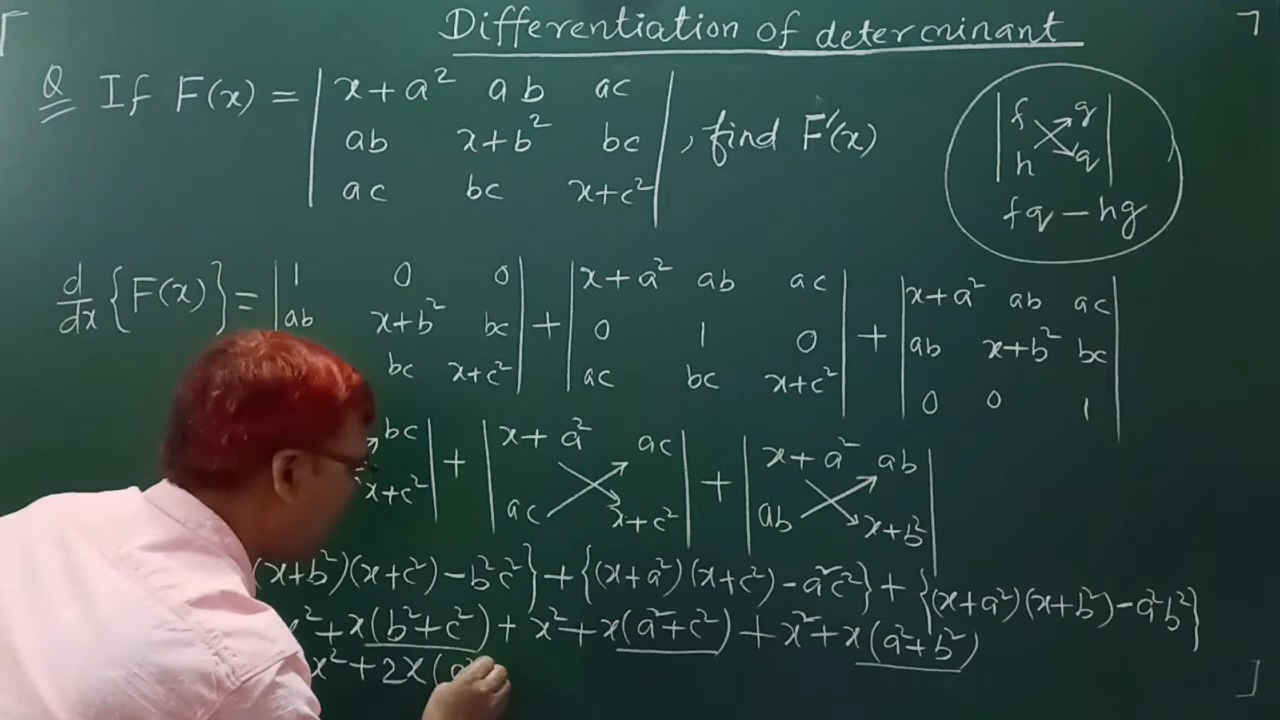 Differentiation of determinant
Q If F(x) = | x+a² ab ac |
| ab x+b² bc | , find F'(x)
| ac bc x+c² |
| f g |
| h q |
fq − hg
d/dx {F(x)} = | 1 0 0 | + | x+a² ab ac | + | x+a² ab ac |
| ab x+b² bc | | 0 1 0 | | ab x+b² bc |
bc x+c² | | ac bc x+c² | | 0 0 1 |
bc | + | x+a² ac | + | x+a² ab |
x+c² | | ac x+c² | | ab x+b² |
(x+b²)(x+c²) − b²c²} + {(x+a²)(x+c²) − a²c²} + {(x+a²)(x+b²) − a²b²}
x² + x(b²+c²) + x² + x(a²+c²) + x² + x(a²+b²)
x² + 2x(a²